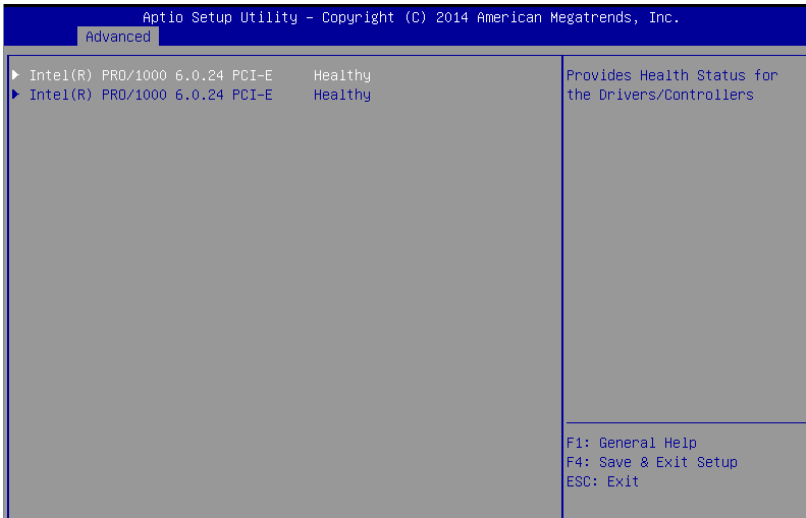 Aptio Setup Utility – Copyright (C) 2014 American Megatrends, Inc.
Advanced
Intel(R) PRO/1000 6.0.24 PCI-E Healthy
Intel(R) PRO/1000 6.0.24 PCI-E Healthy
Provides Health Status for
the Drivers/Controllers
F1: General Help
F4: Save & Exit Setup
ESC: Exit